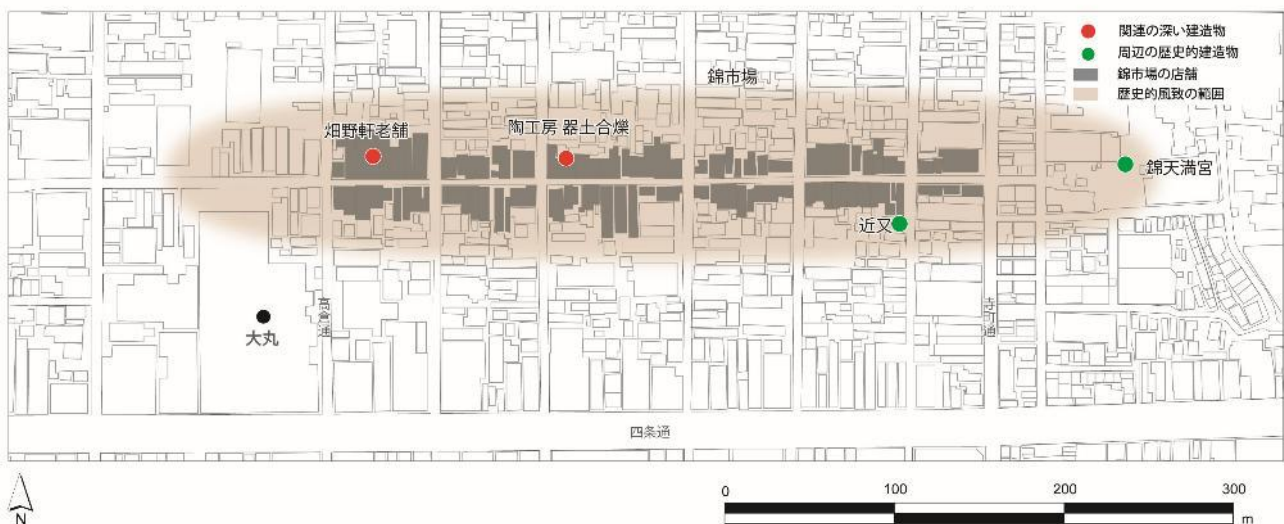 関連の深い建造物
周辺の歴史的建造物
錦市場の店舗
歴史的風致の範囲
錦市場
畑野軒老舗
陶工房 器土合爍
錦天満宮
近又
高倉通
寺町通
大丸
四条通
N
0 100 200 300
m